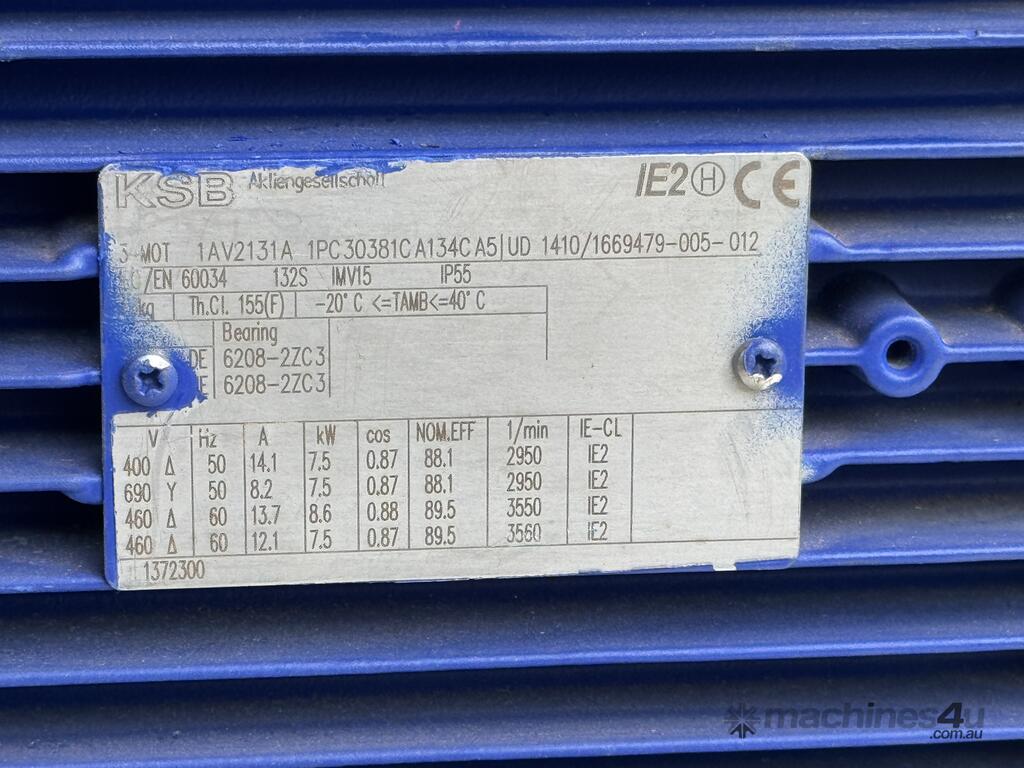 KSB Aktiengesellschaft IE2 H CE
3-MOT 1AV2131A 1PC30381CA134CA5 UD 1410/1669479-005-012
/EN 60034 132S IMV15 IP55
kg Th.Cl. 155(F) -20°C <=TAMB<=40°C
Bearing
DE 6208-2ZC3
E 6208-2ZC3
V Hz A kW cos NOM.EFF 1/min IE-CL
400 Δ 50 14.1 7.5 0.87 88.1 2950 IE2
690 Y 50 8.2 7.5 0.87 88.1 2950 IE2
460 Δ 60 13.7 8.6 0.88 89.5 3550 IE2
460 Δ 60 12.1 7.5 0.87 89.5 3560 IE2
1372300
machines4u
.com.au